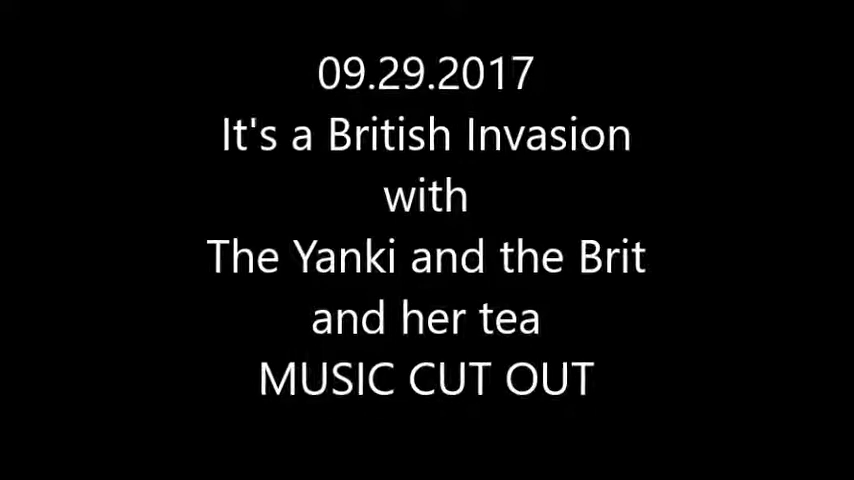 09.29.2017
It's a British Invasion
with
The Yanki and the Brit
and her tea
MUSIC CUT OUT